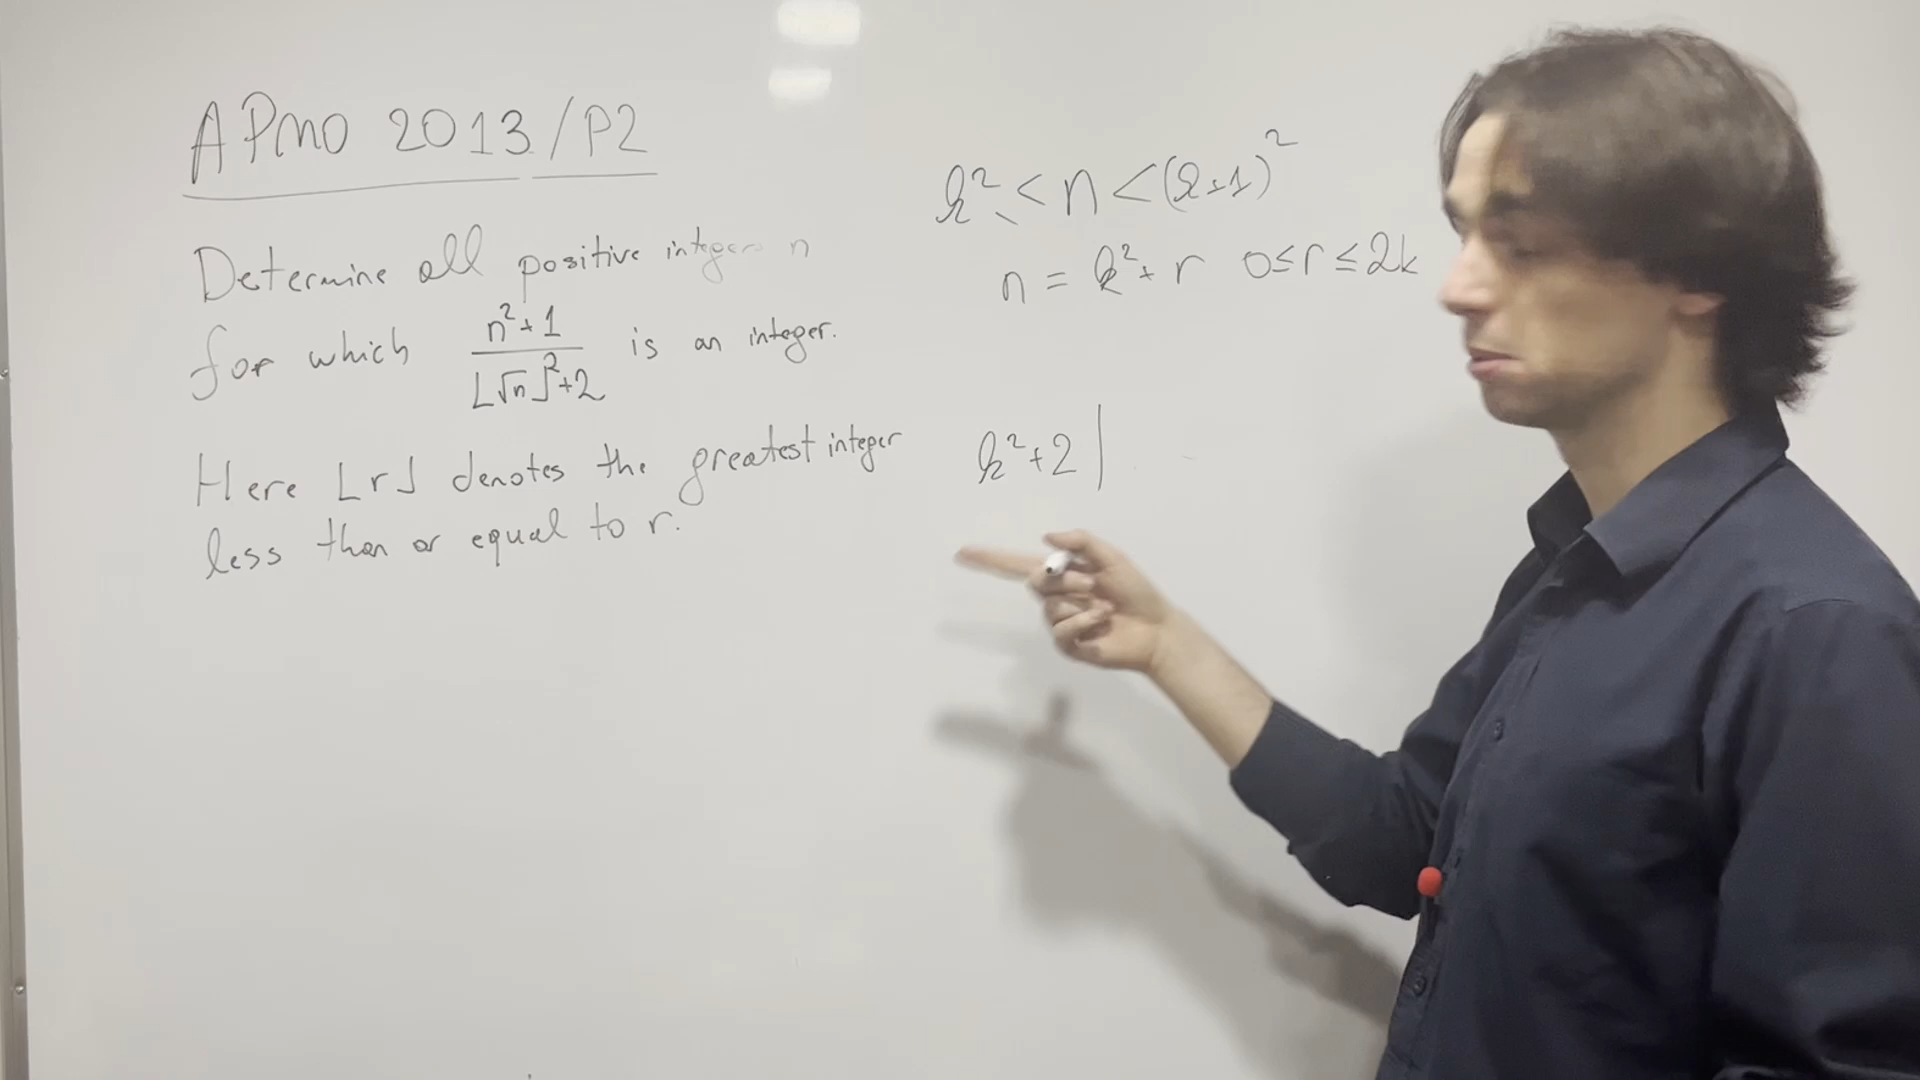 APMO 2013/P2
Determine all positive integers n
for which (n²+1)/(⌊√n⌋²+2) is an integer.
Here ⌊r⌋ denotes the greatest integer
less than or equal to r.
k² ≤ n < (k+1)²
n = k² + r 0≤r≤2k
k²+2 |